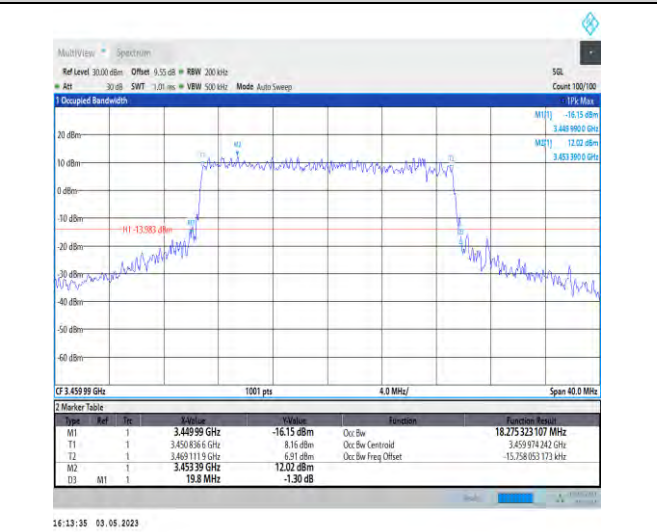 MultiView Spectrum
Ref Level 30.00 dBm Offset 9.55 dB RBW 200 kHz SGL
Att 30 dB SWT 1.01 ms VBW 500 kHz Mode Auto Sweep Count 100/100
1 Occupied Bandwidth 1Pk Max
M1[1] -16.15 dBm
3.449 990 0 GHz
M2[1] 12.02 dBm
3.453 390 0 GHz
20 dBm
M2
T1
T2
10 dBm
0 dBm
-10 dBm
M1
H1 -13.983 dBm
D3
-20 dBm
-30 dBm
-40 dBm
-50 dBm
-60 dBm
CF 3.459 99 GHz 1001 pts 4.0 MHz/ Span 40.0 MHz
2 Marker Table
Type Ref Trc X-Value Y-Value Function Function Result
M1 1 3.449 99 GHz -16.15 dBm Occ Bw 18.275 323 107 MHz
T1 1 3.450 836 6 GHz 8.16 dBm Occ Bw Centroid 3.459 974 242 GHz
T2 1 3.469 111 9 GHz 6.91 dBm Occ Bw Freq Offset -15.758 053 173 kHz
M2 1 3.453 39 GHz 12.02 dBm
D3 M1 1 19.8 MHz -1.30 dB
16:13:35 03.05.2023